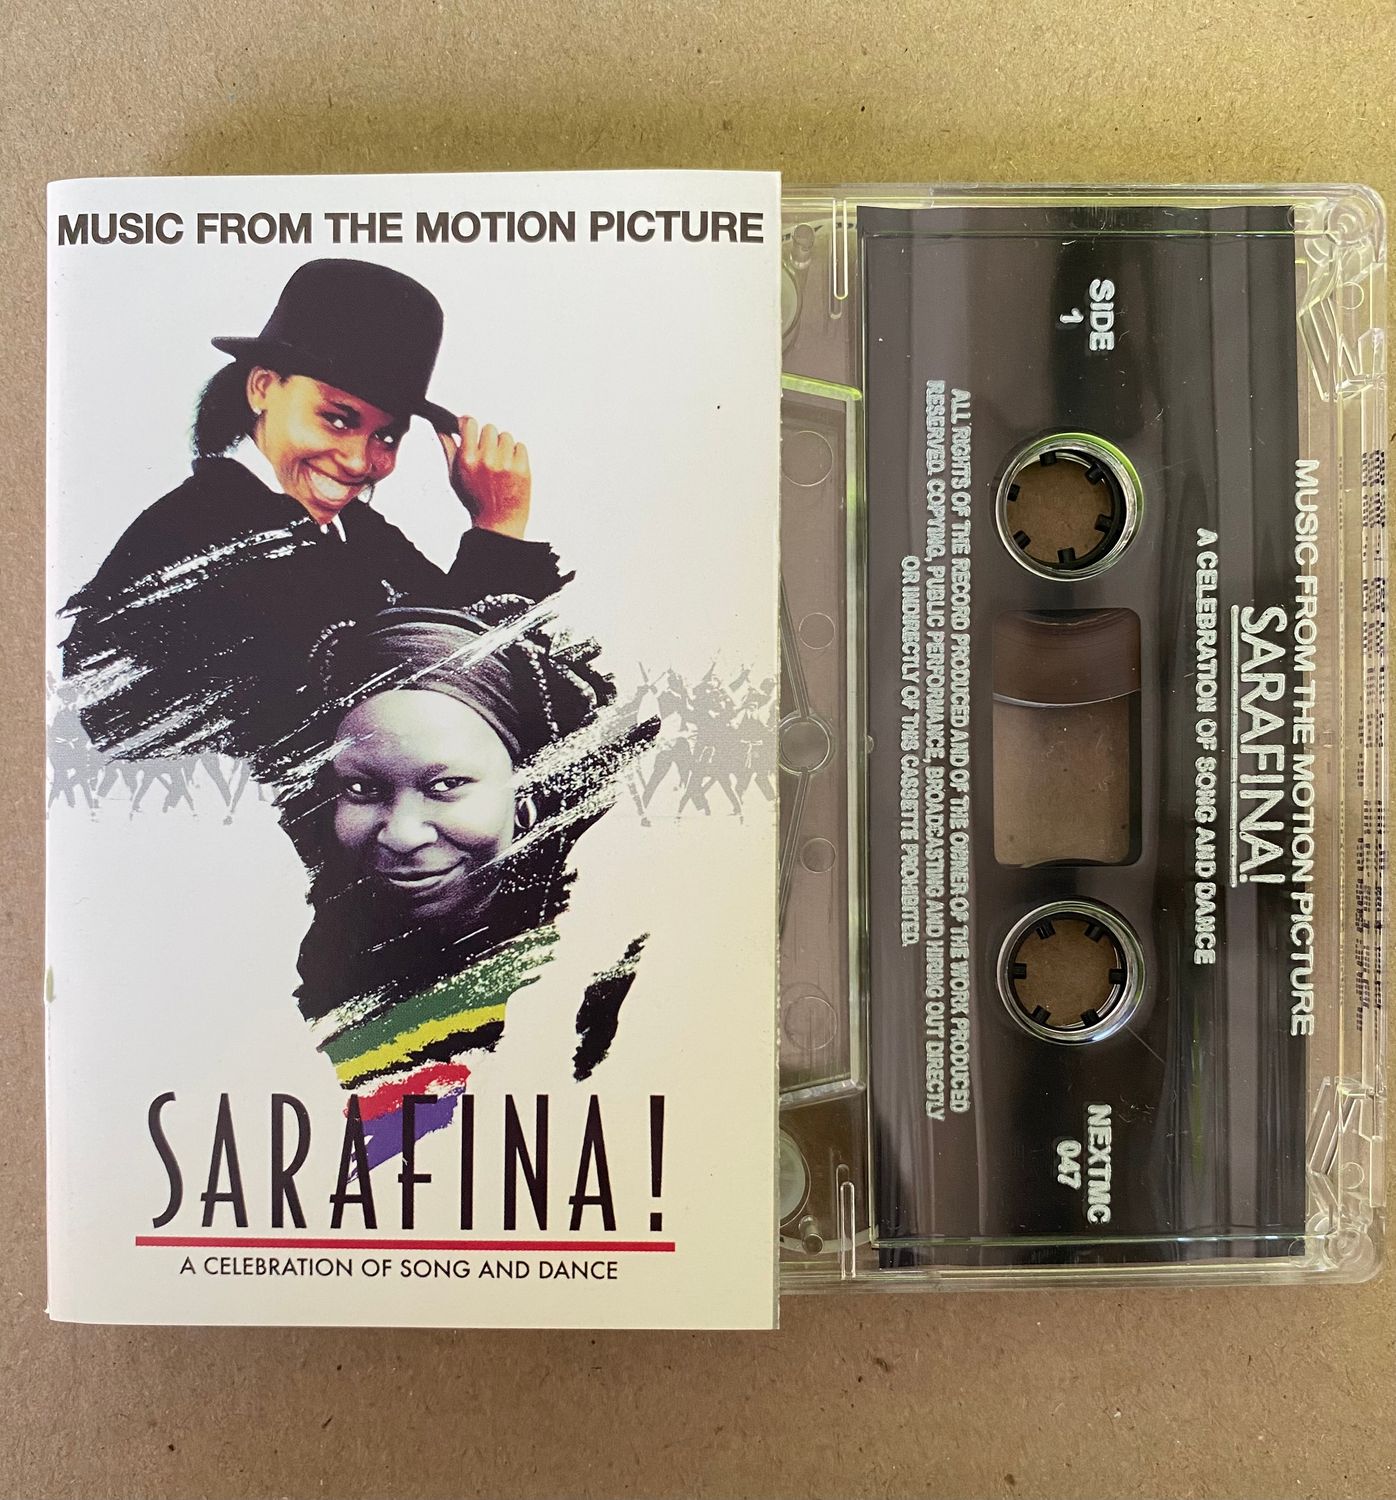 MUSIC FROM THE MOTION PICTURE
SARAFINA!
A CELEBRATION OF SONG AND DANCE
MUSIC FROM THE MOTION PICTURE
SARAFINA!
A CELEBRATION OF SONG AND DANCE
SIDE
1
NEXTMC
047
ALL RIGHTS OF THE RECORD PRODUCED AND OF THE OWNER OF THE WORK PRODUCED
RESERVED. COPYING, PUBLIC PERFORMANCE, BROADCASTING AND HIRING OUT DIRECTLY
OR INDIRECTLY OF THIS CASSETTE PROHIBITED.